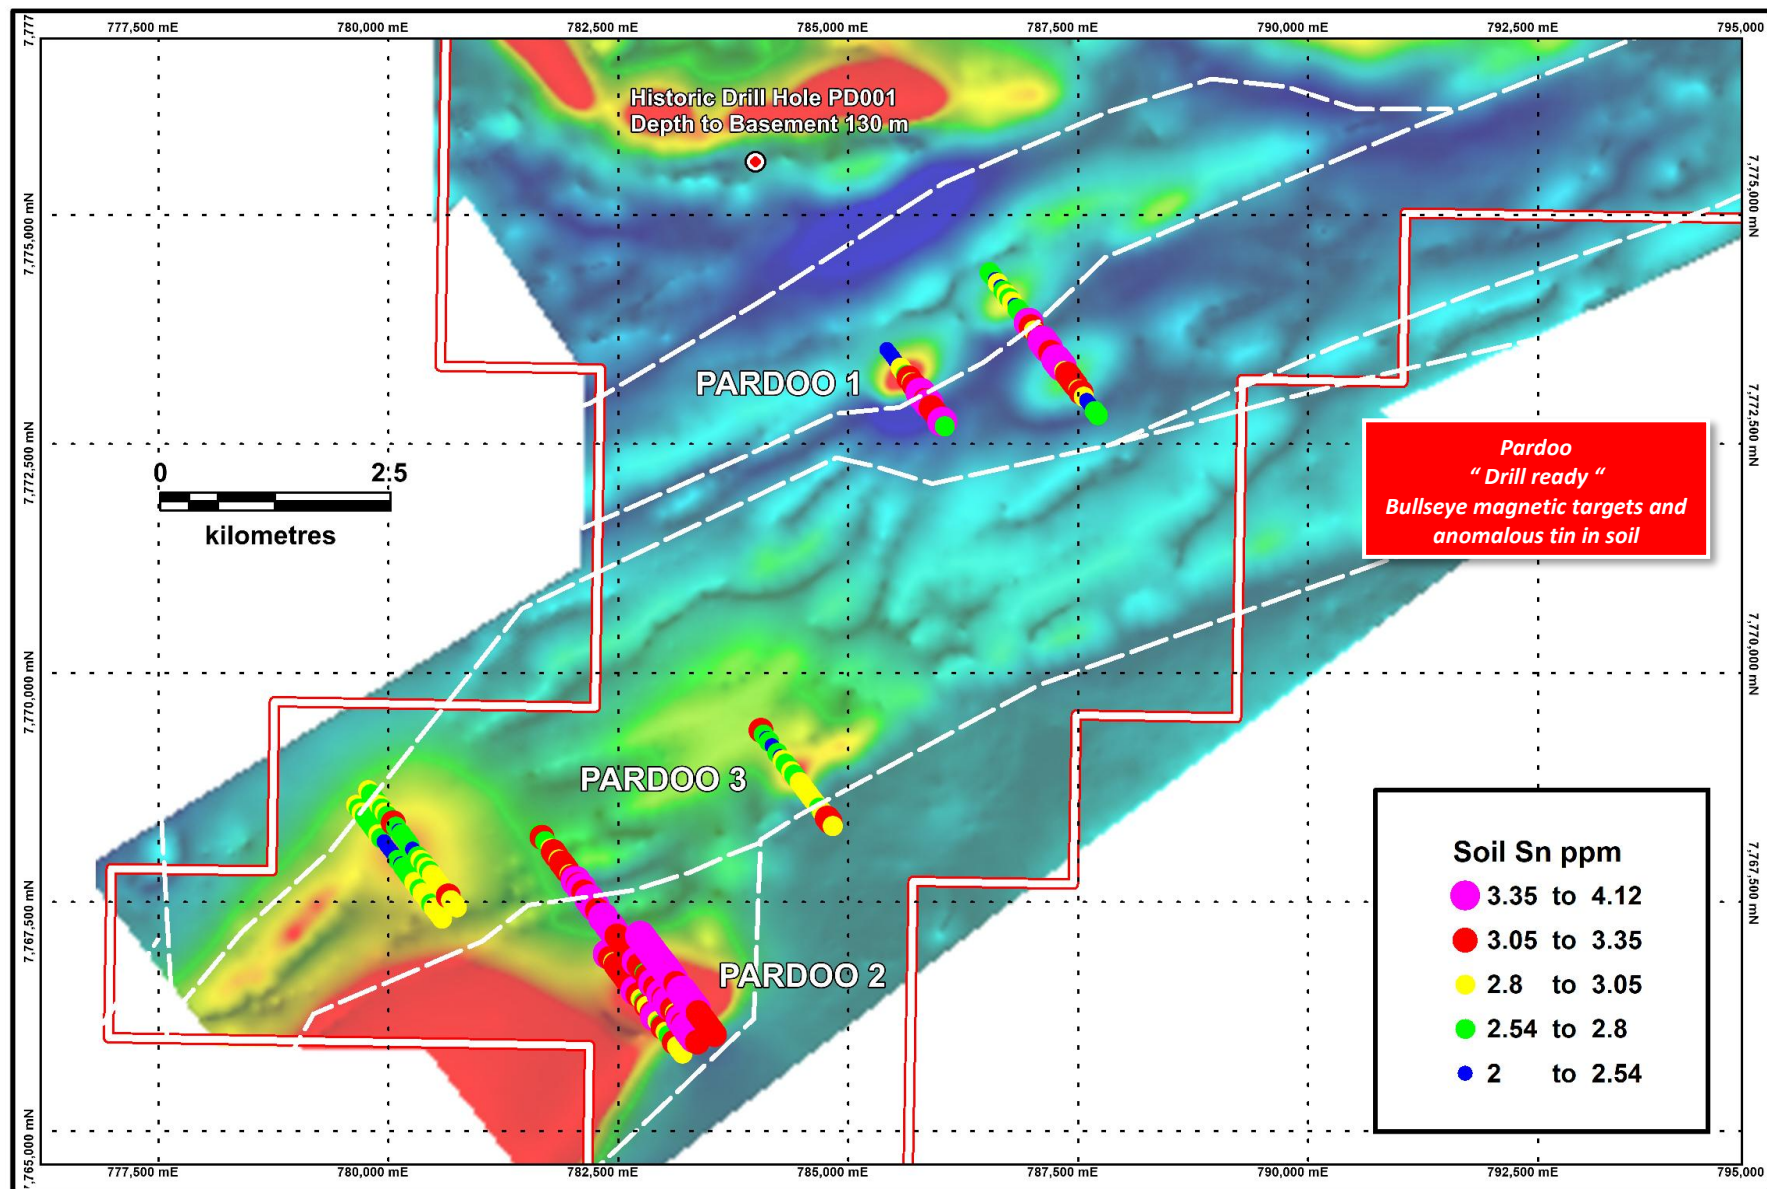 777,500 mE
780,000 mE
782,500 mE
785,000 mE
787,500 mE
790,000 mE
792,500 mE
795,000
7,777
Historic Drill Hole PD001
Depth to Basement 130 m
7,775,000 mN
7,775,000 mN
PARDOO 1
7,772,500 mN
7,772,500 mN
Pardoo
“ Drill ready “
Bullseye magnetic targets and
anomalous tin in soil
0 2.5
kilometres
7,770,000 mN
7,770,000 mN
PARDOO 3
7,767,500 mN
7,767,500 mN
PARDOO 2
Soil Sn ppm
3.35 to 4.12
3.05 to 3.35
2.8 to 3.05
2.54 to 2.8
2 to 2.54
7,765,000 mN
777,500 mE
780,000 mE
782,500 mE
785,000 mE
787,500 mE
790,000 mE
792,500 mE
795,000